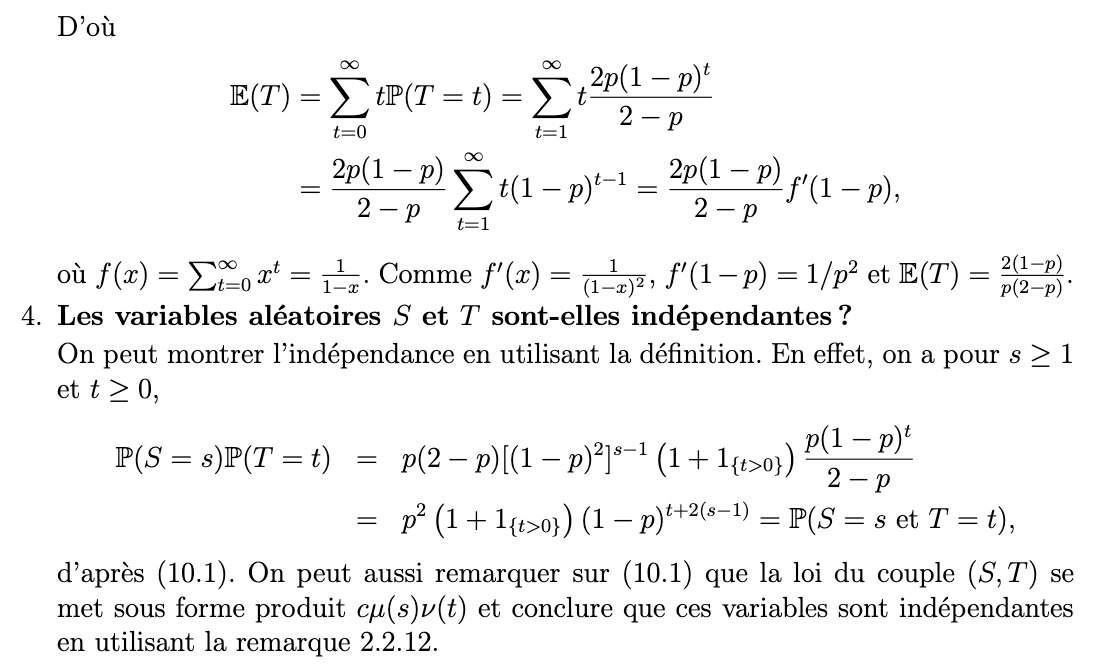 D'où
$$\mathbb{E}(T) = \sum_{t=0}^{\infty} t\mathbb{P}(T = t) = \sum_{t=1}^{\infty} t\frac{2p(1-p)^t}{2-p}$$
$$= \frac{2p(1-p)}{2-p} \sum_{t=1}^{\infty} t(1-p)^{t-1} = \frac{2p(1-p)}{2-p} f'(1-p),$$
où $f(x) = \sum_{t=0}^{\infty} x^t = \frac{1}{1-x}$. Comme $f'(x) = \frac{1}{(1-x)^2}$, $f'(1-p) = 1/p^2$ et $\mathbb{E}(T) = \frac{2(1-p)}{p(2-p)}$.
4. Les variables aléatoires $S$ et $T$ sont-elles indépendantes ?
On peut montrer l'indépendance en utilisant la définition. En effet, on a pour $s \geq 1$
et $t \geq 0$,
$$\mathbb{P}(S = s)\mathbb{P}(T = t) = p(2-p)[(1-p)^2]^{s-1} \left(1 + 1_{\{t>0\}}\right) \frac{p(1-p)^t}{2-p}$$
$$= p^2 \left(1 + 1_{\{t>0\}}\right) (1-p)^{t+2(s-1)} = \mathbb{P}(S = s \text{ et } T = t),$$
d'après (10.1). On peut aussi remarquer sur (10.1) que la loi du couple $(S, T)$ se
met sous forme produit $c\mu(s)\nu(t)$ et conclure que ces variables sont indépendantes
en utilisant la remarque 2.2.12.